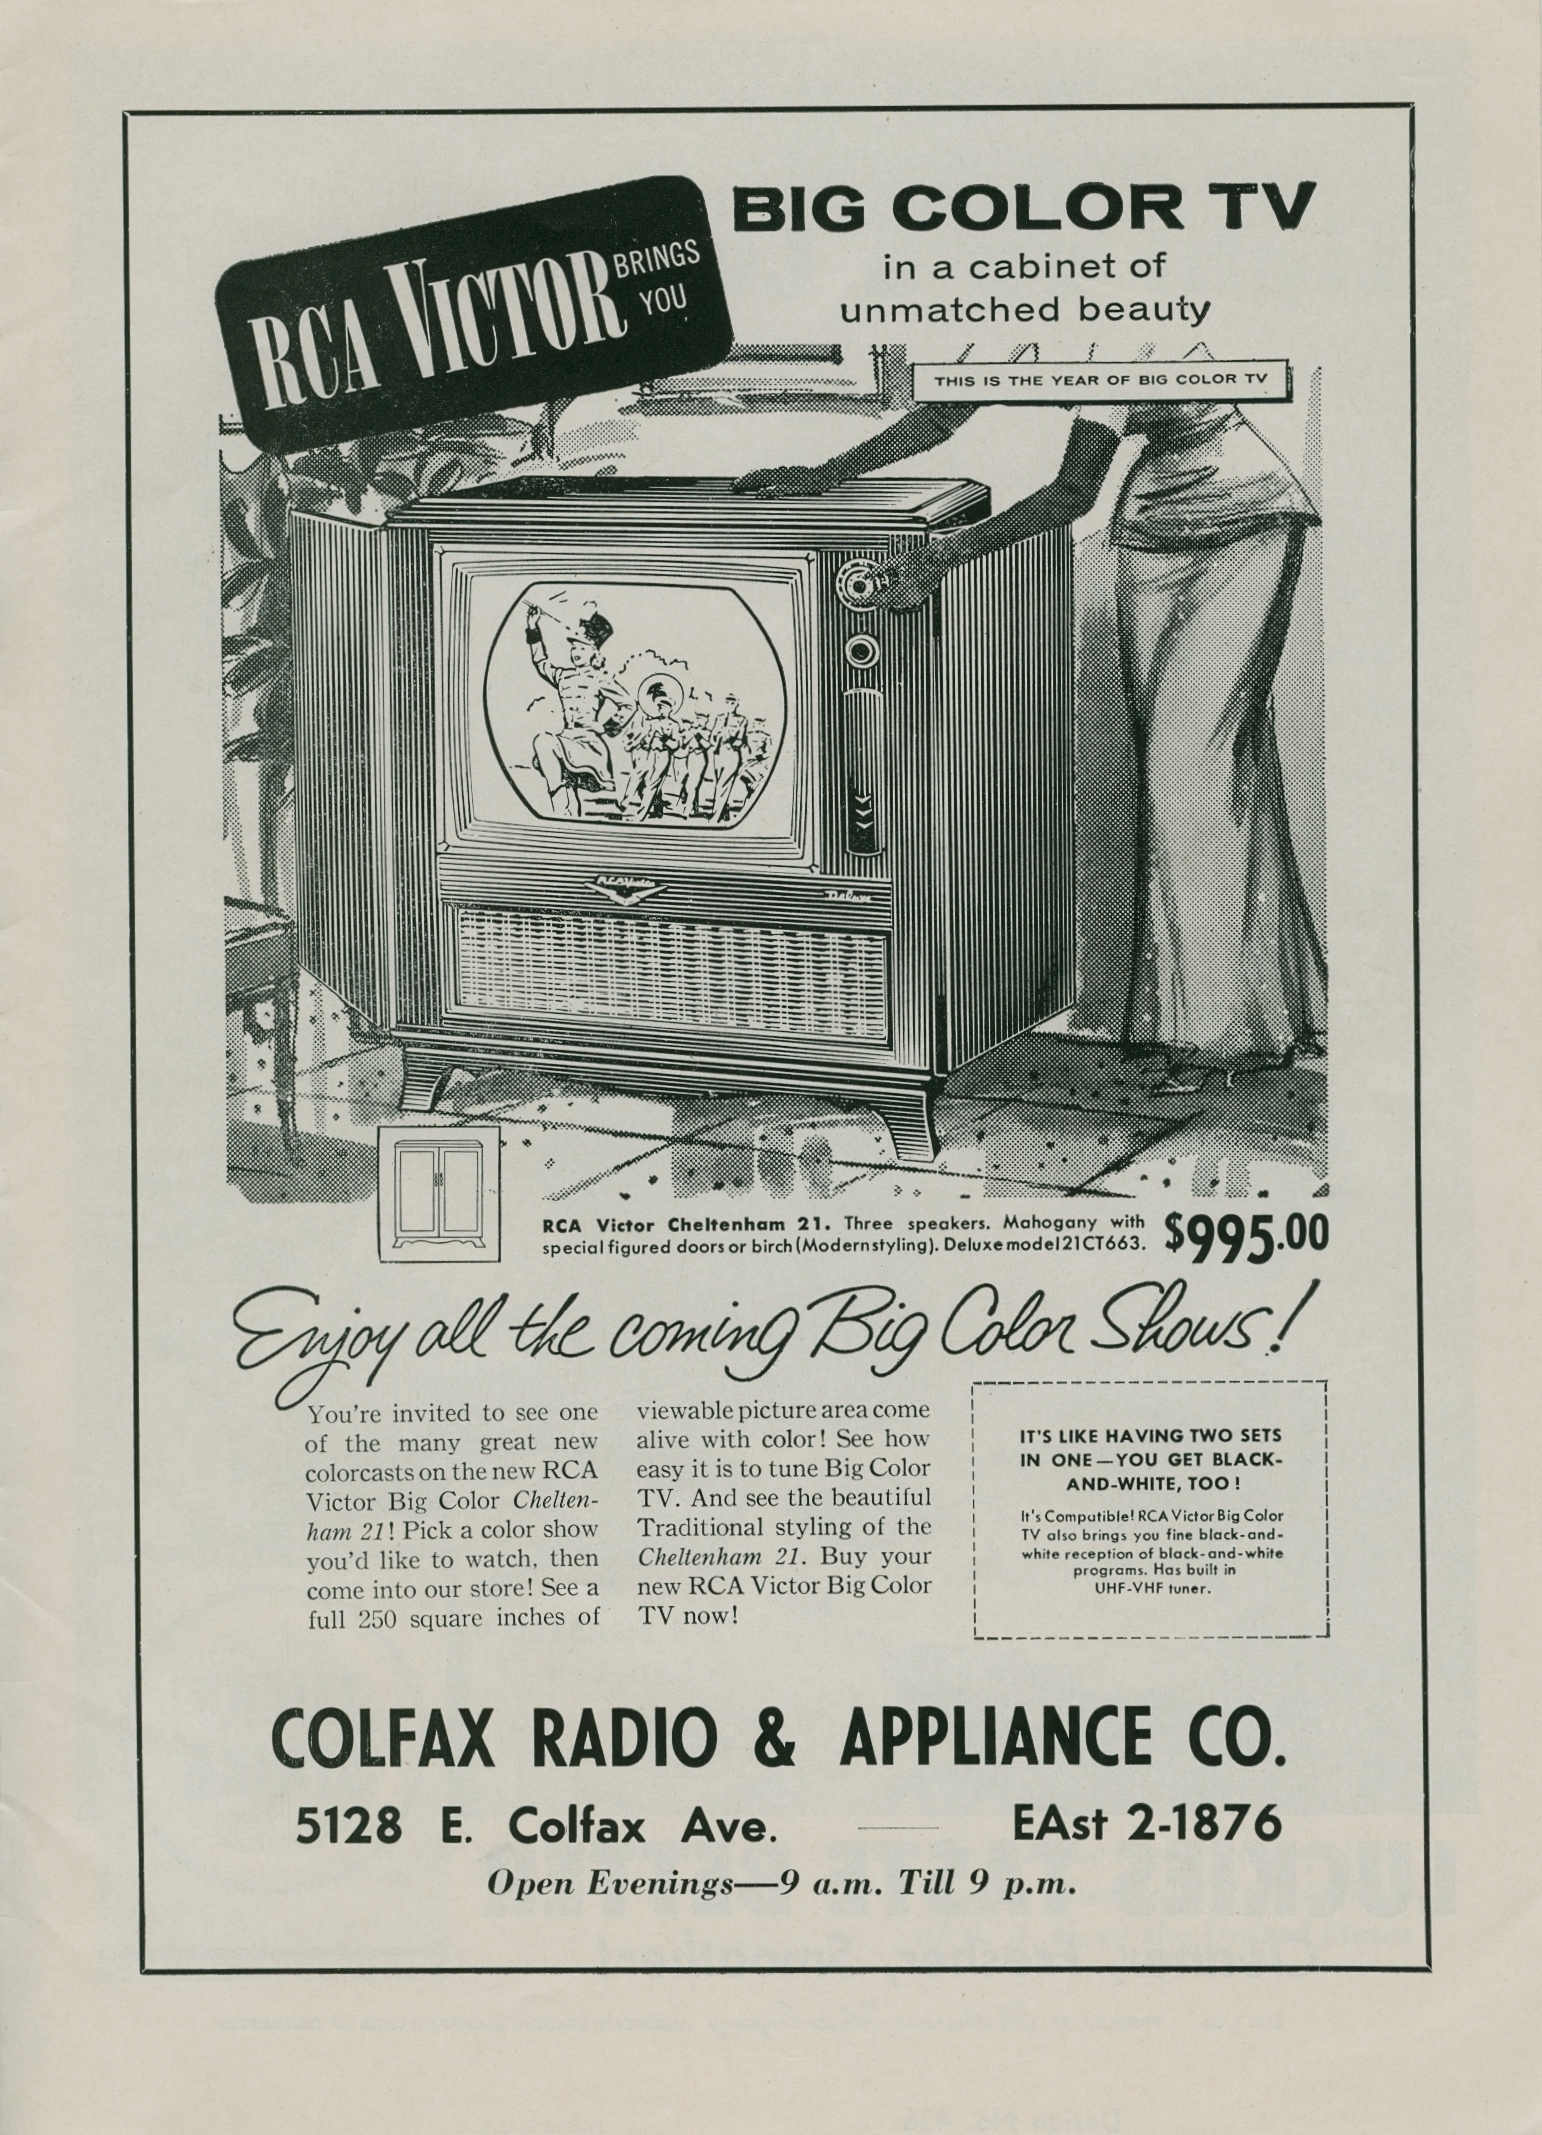 RCA VICTOR BRINGS YOU
BIG COLOR TV
in a cabinet of
unmatched beauty
THIS IS THE YEAR OF BIG COLOR TV
RCA Victor
Deluxe
RCA Victor Cheltenham 21. Three speakers. Mahogany with
special figured doors or birch (Modern styling). Deluxe model 21CT663.
$995.00
Enjoy all the coming Big Color Shows!
You're invited to see one
of the many great new
colorcasts on the new RCA
Victor Big Color Chelten-
ham 21! Pick a color show
you'd like to watch, then
come into our store! See a
full 250 square inches of
viewable picture area come
alive with color! See how
easy it is to tune Big Color
TV. And see the beautiful
Traditional styling of the
Cheltenham 21. Buy your
new RCA Victor Big Color
TV now!
IT'S LIKE HAVING TWO SETS
IN ONE—YOU GET BLACK-
AND-WHITE, TOO!
It's Compatible! RCA Victor Big Color
TV also brings you fine black-and-
white reception of black-and-white
programs. Has built in
UHF-VHF tuner.
COLFAX RADIO & APPLIANCE CO.
5128 E. Colfax Ave. — EAst 2-1876
Open Evenings—9 a.m. Till 9 p.m.